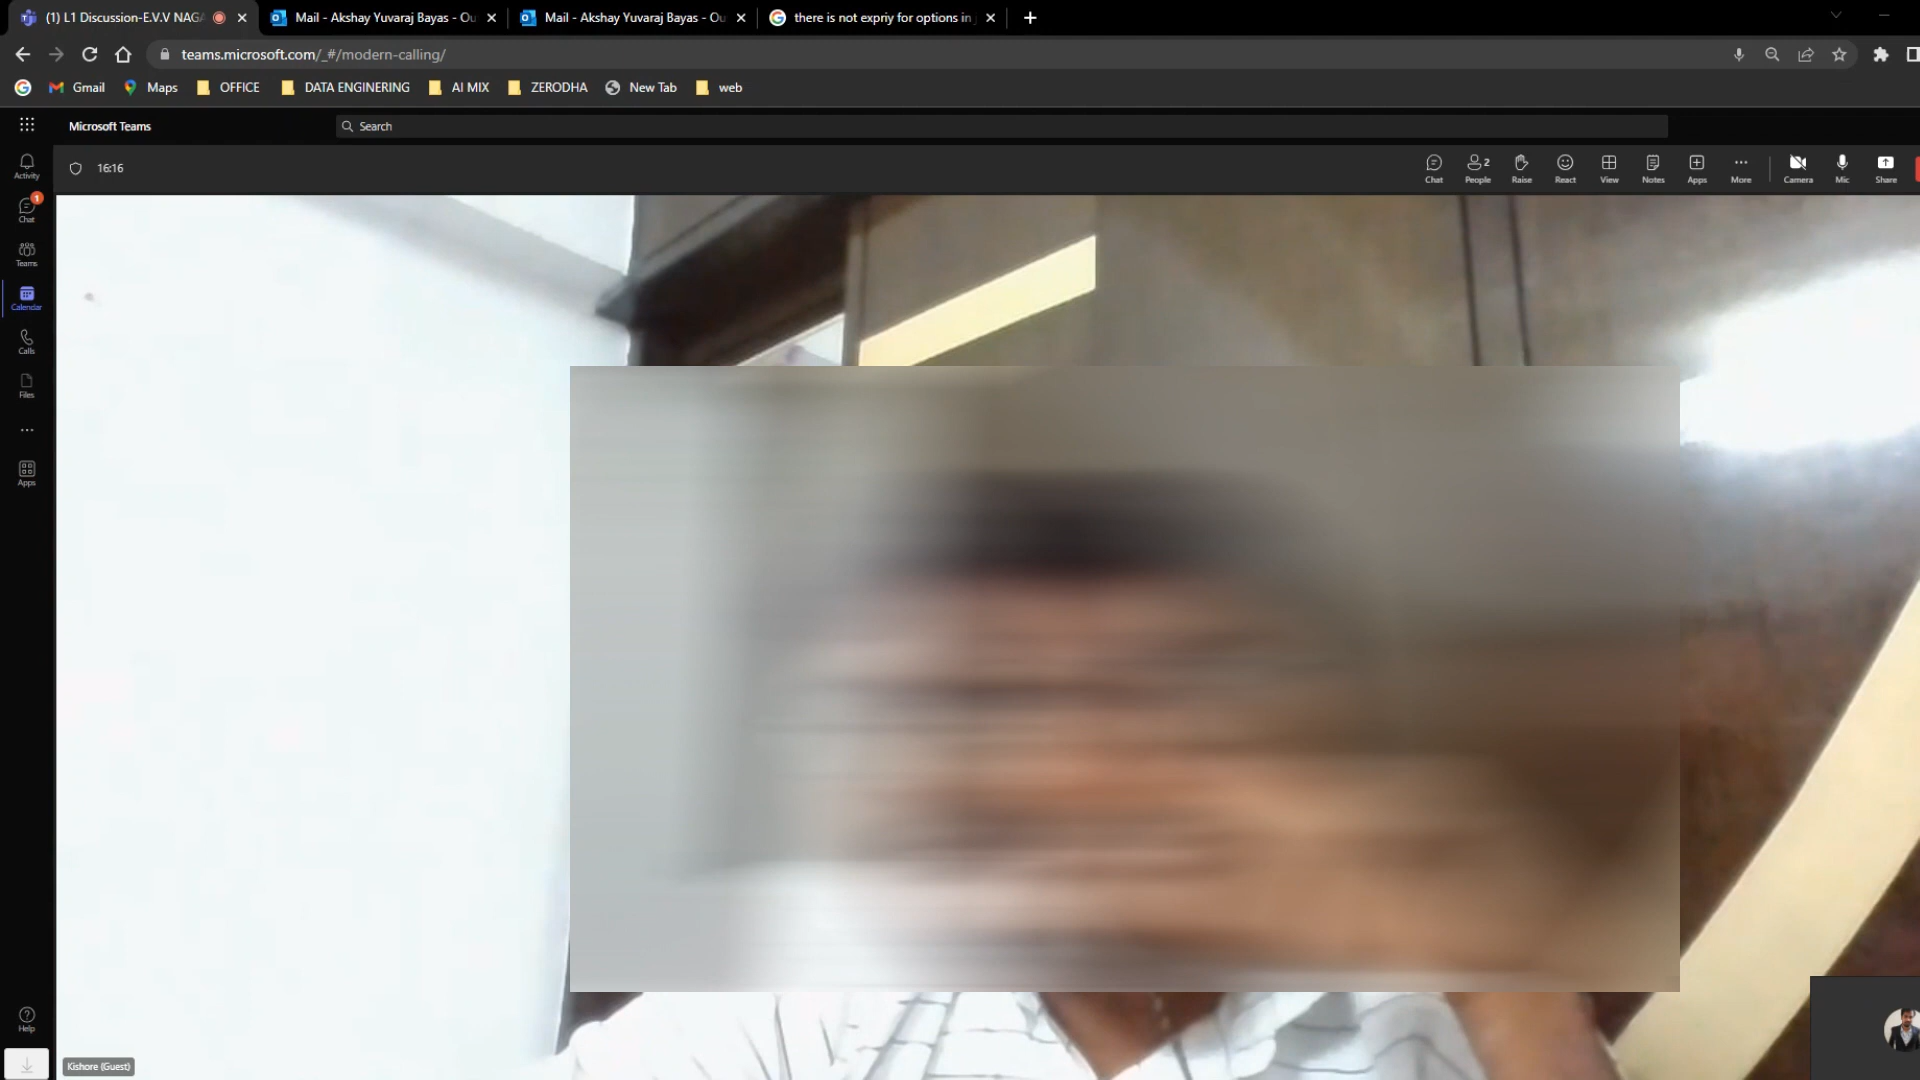 (1) L1 Discussion-E.V.V NAGA
Mail - Akshay Yuvaraj Bayas - Ou
Mail - Akshay Yuvaraj Bayas - Ou
there is not expriy for options in
teams.microsoft.com/_#/modern-calling/
Gmail
Maps
OFFICE
DATA ENGINERING
AI MIX
ZERODHA
New Tab
web
Microsoft Teams
Search
16:16
Chat
2
People
Raise
React
View
Notes
Apps
More
Camera
Mic
Share
Activity
1
Chat
Teams
Calendar
Calls
Files
Apps
Help
Kishore (Guest)